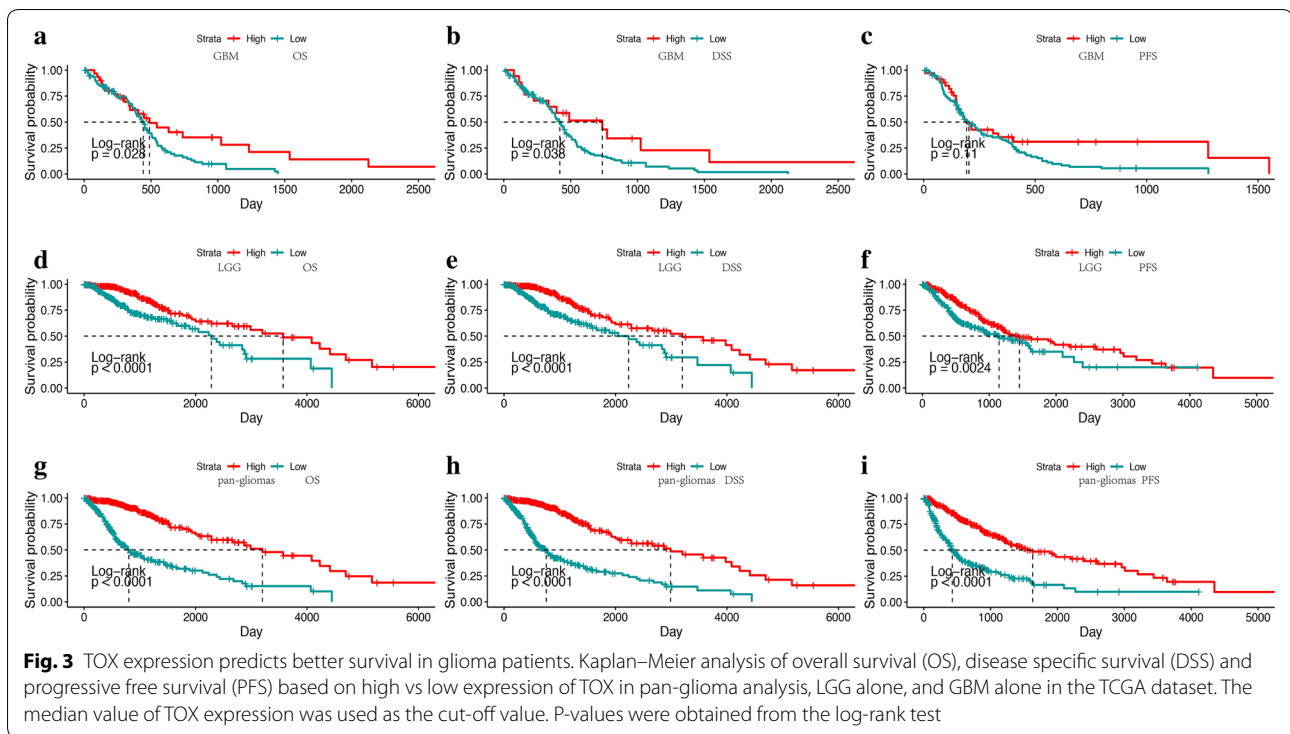 a
Strata High Low
GBM OS
Survival probability
1.00
0.75
0.50
0.25
0.00
Log-rank
p = 0.028
0 500 1000 1500 2000 2500
Day
b
Strata High Low
GBM DSS
Survival probability
1.00
0.75
0.50
0.25
0.00
Log-rank
p = 0.038
0 500 1000 1500 2000 2500
Day
c
Strata High Low
GBM PFS
Survival probability
1.00
0.75
0.50
0.25
0.00
Log-rank
p = 0.11
0 500 1000 1500
Day
d
Strata High Low
LGG OS
Survival probability
1.00
0.75
0.50
0.25
0.00
Log-rank
p < 0.0001
0 2000 4000 6000
Day
e
Strata High Low
LGG DSS
Survival probability
1.00
0.75
0.50
0.25
0.00
Log-rank
p < 0.0001
0 2000 4000 6000
Day
f
Strata High Low
LGG PFS
Survival probability
1.00
0.75
0.50
0.25
0.00
Log-rank
p = 0.0024
0 1000 2000 3000 4000 5000
Day
g
Strata High Low
pan-gliomas OS
Survival probability
1.00
0.75
0.50
0.25
0.00
Log-rank
p < 0.0001
0 2000 4000 6000
Day
h
Strata High Low
pan-gliomas DSS
Survival probability
1.00
0.75
0.50
0.25
0.00
Log-rank
p < 0.0001
0 2000 4000 6000
Day
i
Strata High Low
pan-gliomas PFS
Survival probability
1.00
0.75
0.50
0.25
0.00
Log-rank
p < 0.0001
0 1000 2000 3000 4000 5000
Day
Fig. 3 TOX expression predicts better survival in glioma patients. Kaplan–Meier analysis of overall survival (OS), disease specific survival (DSS) and
progressive free survival (PFS) based on high vs low expression of TOX in pan-glioma analysis, LGG alone, and GBM alone in the TCGA dataset. The
median value of TOX expression was used as the cut-off value. P-values were obtained from the log-rank test